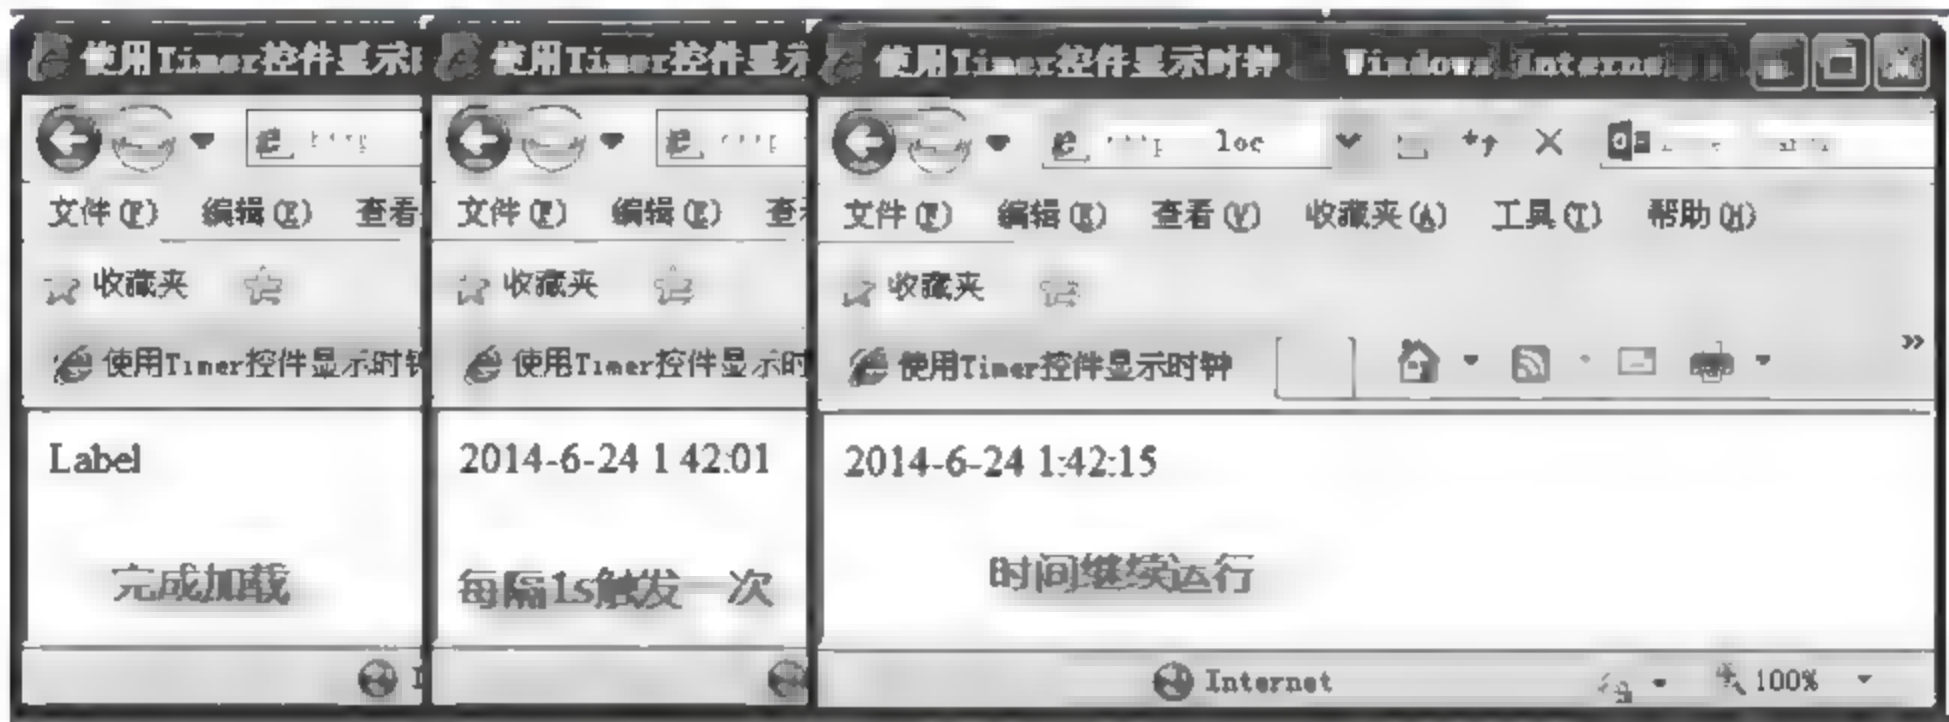 使用Timer控件显示
使用Timer控件显示
使用Timer控件显示时钟 Windows Interne
loc
文件(F) 编辑(E) 查看
文件(F) 编辑(E) 查
文件(F) 编辑(E) 查看(V) 收藏夹(A) 工具(T) 帮助(H)
收藏夹
收藏夹
收藏夹
使用Timer控件显示时钟
使用Timer控件显示时
使用Timer控件显示时钟
»
Label
2014-6-24 1 42:01
2014-6-24 1:42:15
完成加载
每隔1s触发一次
时间继续运行
Internet
100%